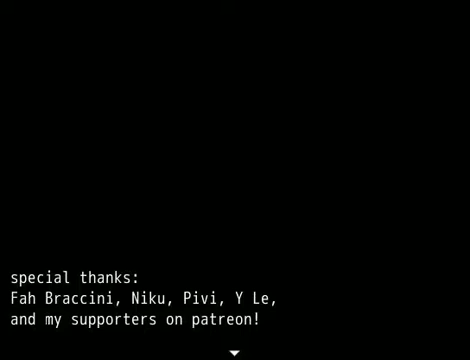 special thanks:
Fah Braccini, Niku, Pivi, Y Le,
and my supporters on patreon!